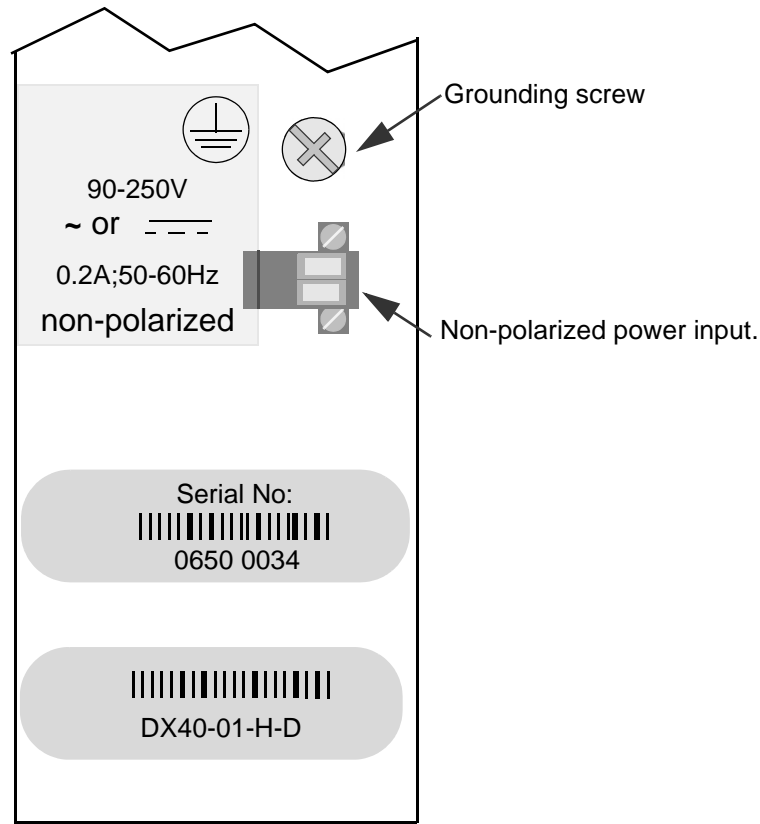 Grounding screw
90-250V
~ or
0.2A;50-60Hz
non-polarized
Non-polarized power input.
Serial No:
0650 0034
DX40-01-H-D